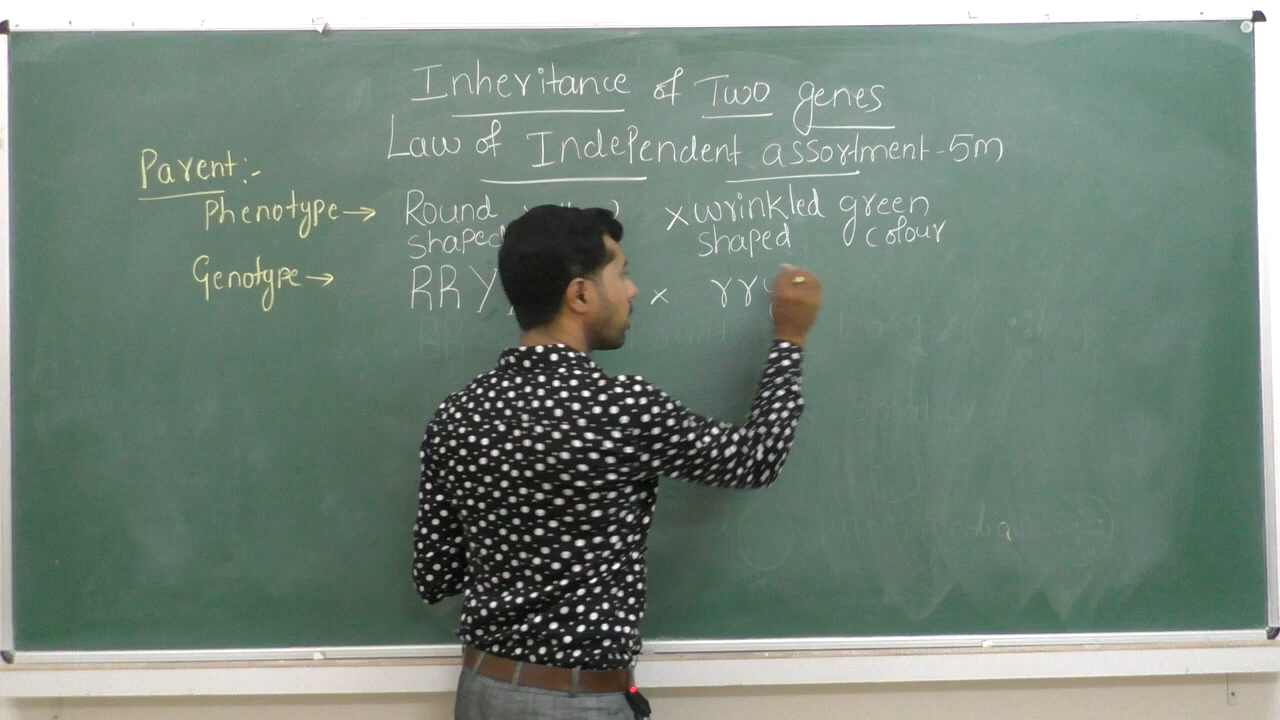 Inheritance of Two genes
Law of Independent assortment - 5m
Parent:-
Phenotype → Round × wrinkled green
shaped shaped colour
Genotype → RRY × rry